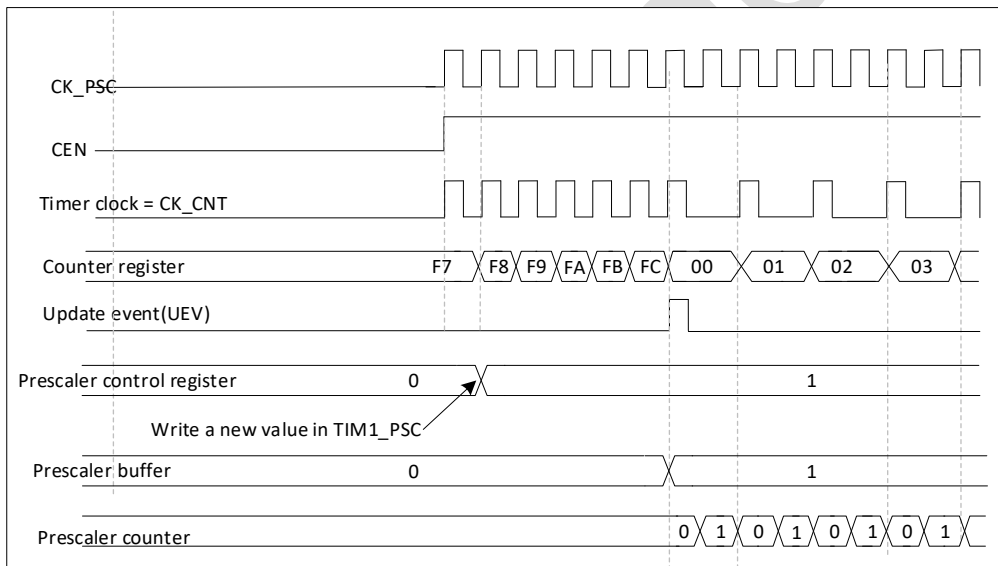 CK_PSC
CEN
Timer clock = CK_CNT
Counter register F7 F8 F9 FA FB FC 00 01 02 03
Update event(UEV)
Prescaler control register 0 1
Write a new value in TIM1_PSC
Prescaler buffer 0 1
Prescaler counter 0 1 0 1 0 1 0 1